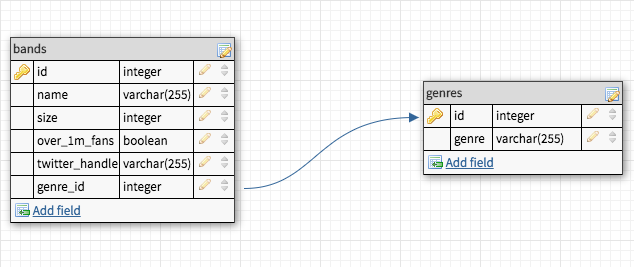 bands
id integer
name varchar(255)
size integer
over_1m_fans boolean
twitter_handle varchar(255)
genre_id integer
Add field
genres
id integer
genre varchar(255)
Add field